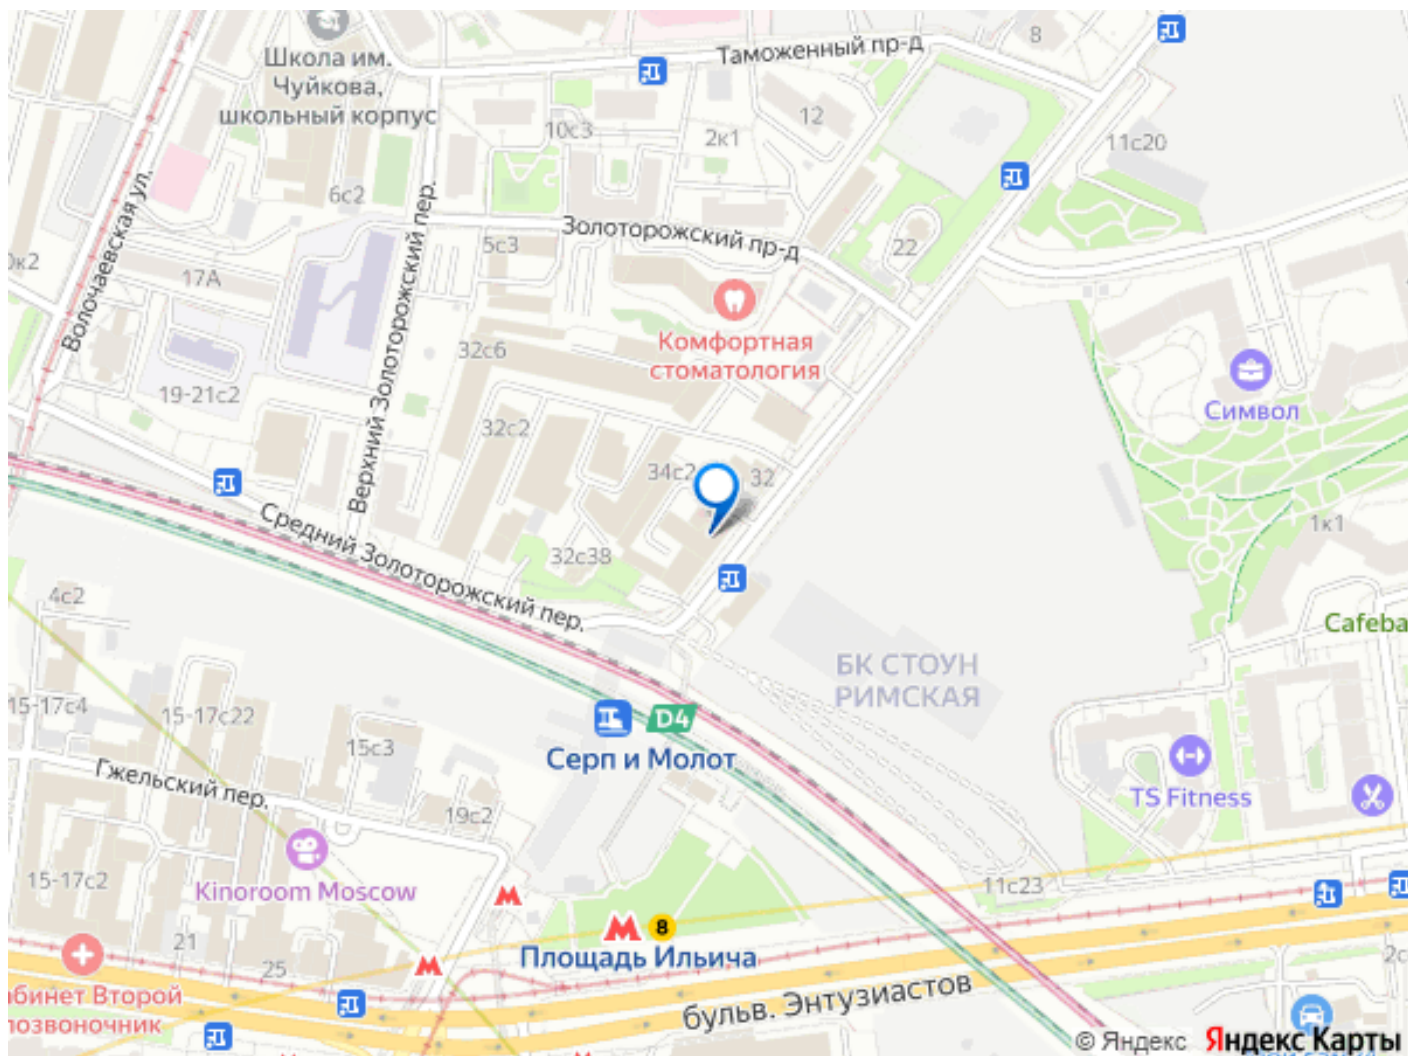 Школа им.
Чуйкова,
школьный корпус
Таможенный пр-д
8
12
10с3
2к1
11с20
6с2
Волочаевская ул.
Верхний Золоторожский пер.
Золоторожский пр-д
5с3
22
17А
Комфортная
стоматология
32с6
19-21с2
32с2
Символ
34с2
32
1к1
Средний Золоторожский пер.
32с38
4с2
Cafeba
БК СТОУН
РИМСКАЯ
15-17с4
15-17с22
15с3
D4
Серп и Молот
Гжельский пер.
19с2
TS Fitness
Kinoroom Moscow
15-17с2
11с23
8
Площадь Ильича
21
25
бинет Второй
позвоночник
бульв. Энтузиастов
© Яндекс Яндекс Карты